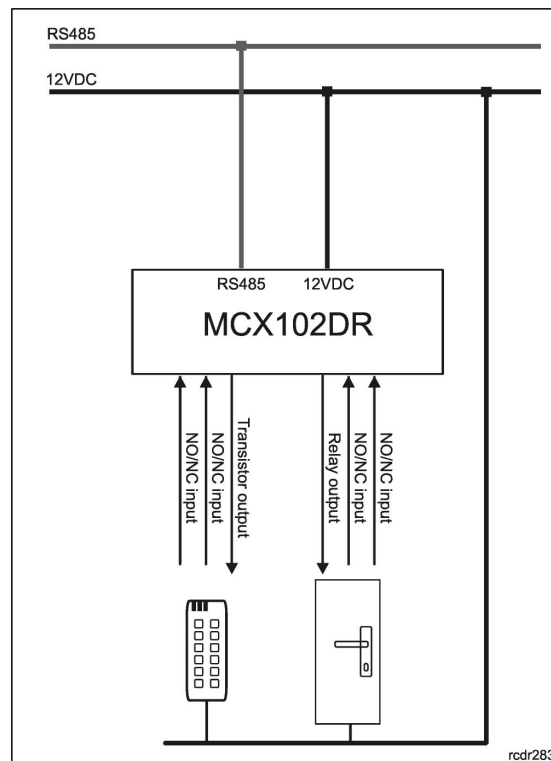 RS485
12VDC
RS485 12VDC
MCX102DR
NO/NC input
NO/NC input
Transistor output
Relay output
NO/NC input
NO/NC input
rcdr283